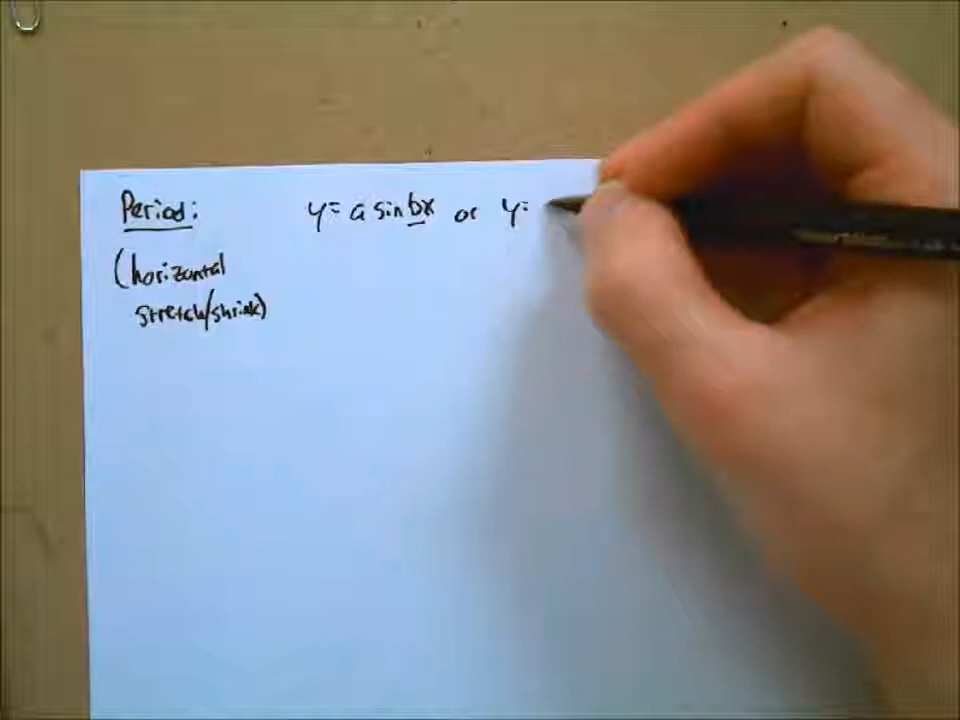 Period: y= a sin bx or y=
(horizontal
stretch/shrink)